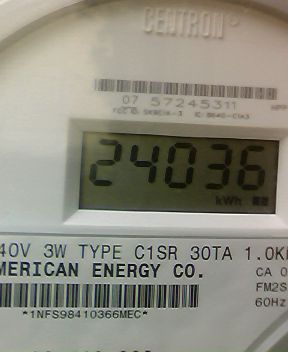 CENTRON®
07 57245311
24036
kWh
40V 3W TYPE C1SR 30TA 1.0K
MERICAN ENERGY CO.
CA 0
FM2S
60Hz
*1NFS98410366MEC*